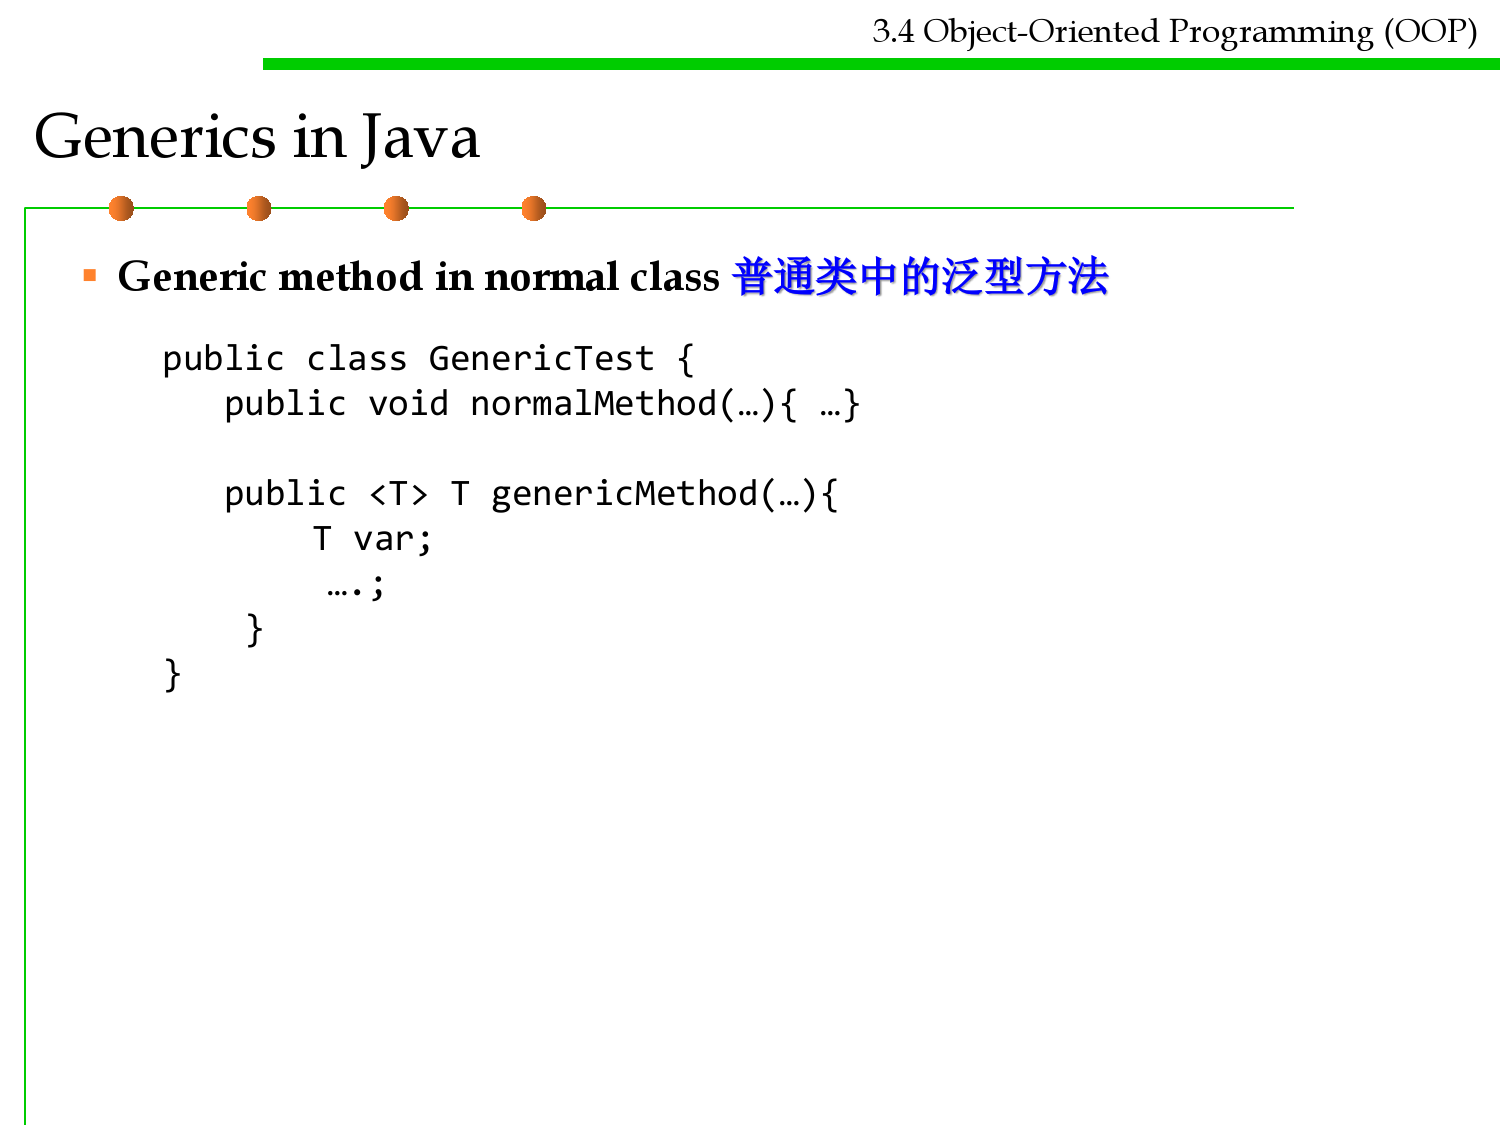 3.4 Object-Oriented Programming (OOP)
Generics in Java
▪ Generic method in normal class 普通类中的泛型方法
public class GenericTest {
public void normalMethod(…){ …}
public <T> T genericMethod(…){
T var;
….;
}
}